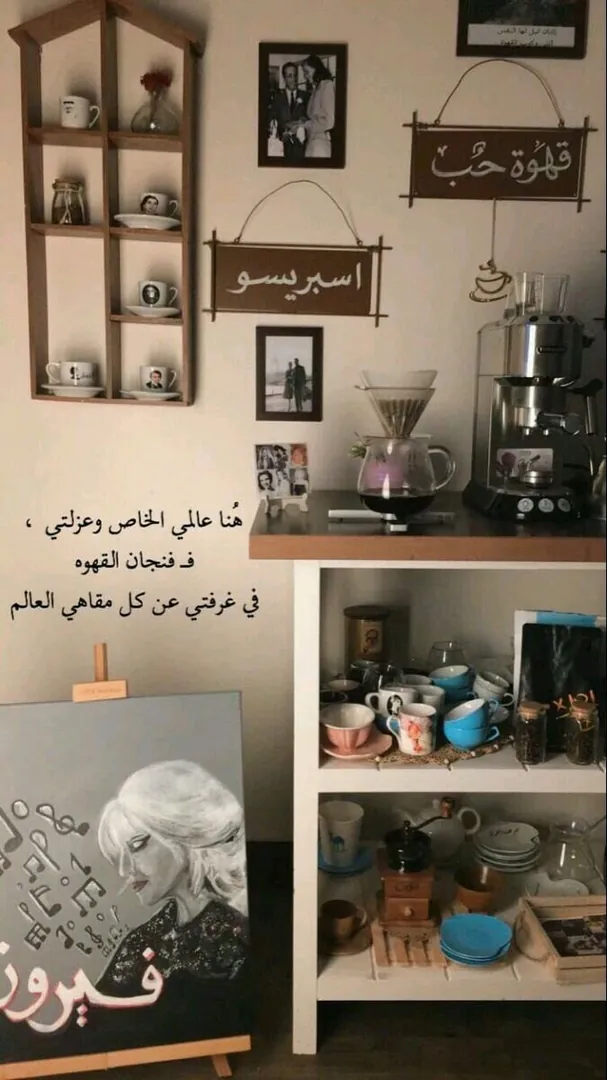 قهوة حُب
اسبريسو
هُنا عالمي الخاص وعزلتي ،
فـ فنجان القهوه
في غرفتي عن كل مقاهي العالم
فيروز